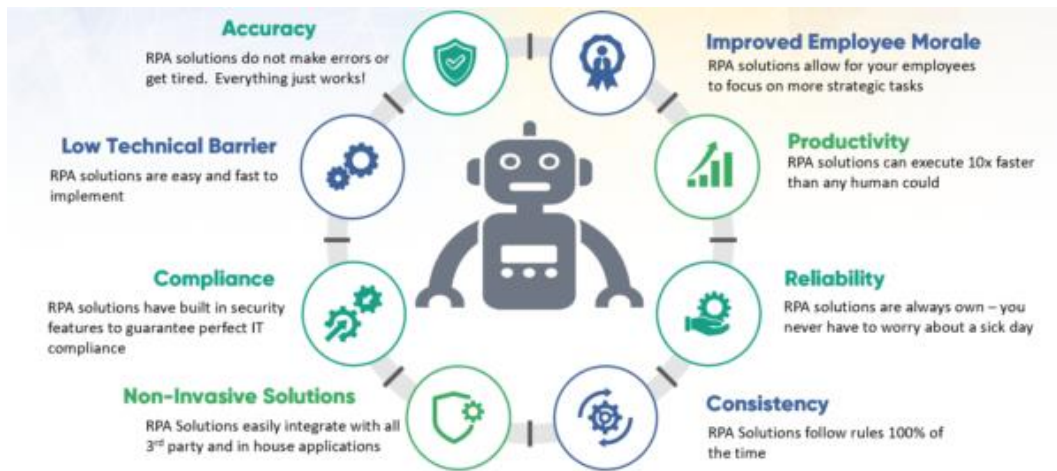 Accuracy
RPA solutions do not make errors or
get tired. Everything just works!
Improved Employee Morale
RPA solutions allow for your employees
to focus on more strategic tasks
Low Technical Barrier
RPA solutions are easy and fast to
implement
Productivity
RPA solutions can execute 10x faster
than any human could
Compliance
RPA solutions have built in security
features to guarantee perfect IT
compliance
Reliability
RPA solutions are always own – you
never have to worry about a sick day
Non-Invasive Solutions
RPA Solutions easily integrate with all
3rd party and in house applications
Consistency
RPA Solutions follow rules 100% of
the time